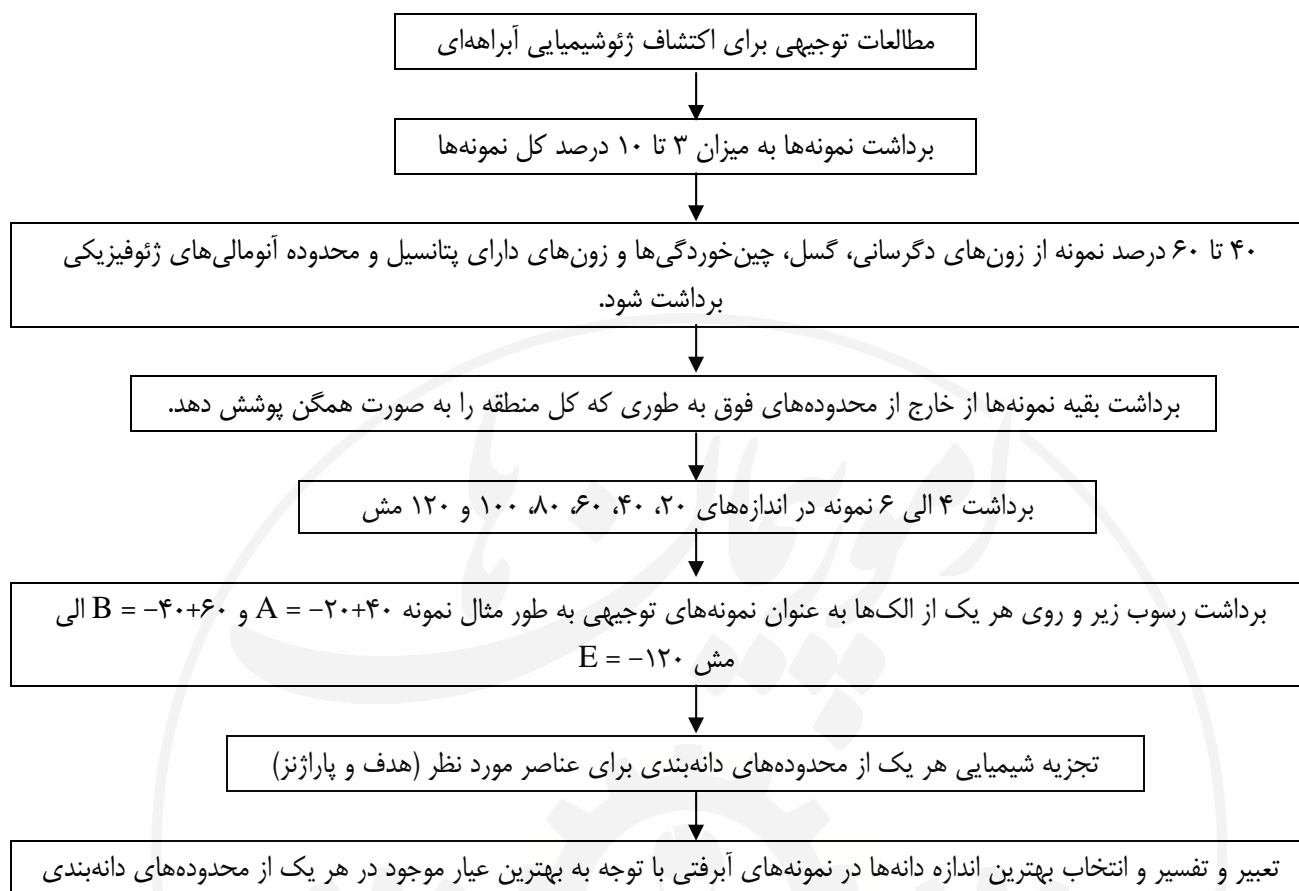 مطالعات توجیهی برای اکتشاف ژئوشیمیایی آبراهه‌ای
برداشت نمونه‌ها به میزان ۳ تا ۱۰ درصد کل نمونه‌ها
۴۰ تا ۶۰ درصد نمونه از زون‌های دگرسانی، گسل، چین‌خوردگی‌ها و زون‌های دارای پتانسیل و محدوده آنومالی‌های ژئوفیزیکی
برداشت شود.
برداشت بقیه نمونه‌ها از خارج از محدوده‌های فوق به طوری که کل منطقه را به صورت همگن پوشش دهد.
برداشت ۴ الی ۶ نمونه در اندازه‌های ۲۰، ۴۰، ۶۰، ۸۰، ۱۰۰ و ۱۲۰ مش
برداشت رسوب زیر و روی هر یک از الک‌ها به عنوان نمونه‌های توجیهی به طور مثال نمونه A = −۲۰+۴۰ و B = −۴۰+۶۰ الی
مش E = −۱۲۰
تجزیه شیمیایی هر یک از محدوده‌های دانه‌بندی برای عناصر مورد نظر (هدف و پاراژنز)
تعبیر و تفسیر و انتخاب بهترین اندازه دانه‌ها در نمونه‌های آبرفتی با توجه به بهترین عیار موجود در هر یک از محدوده‌های دانه‌بندی
امور پیمان ها